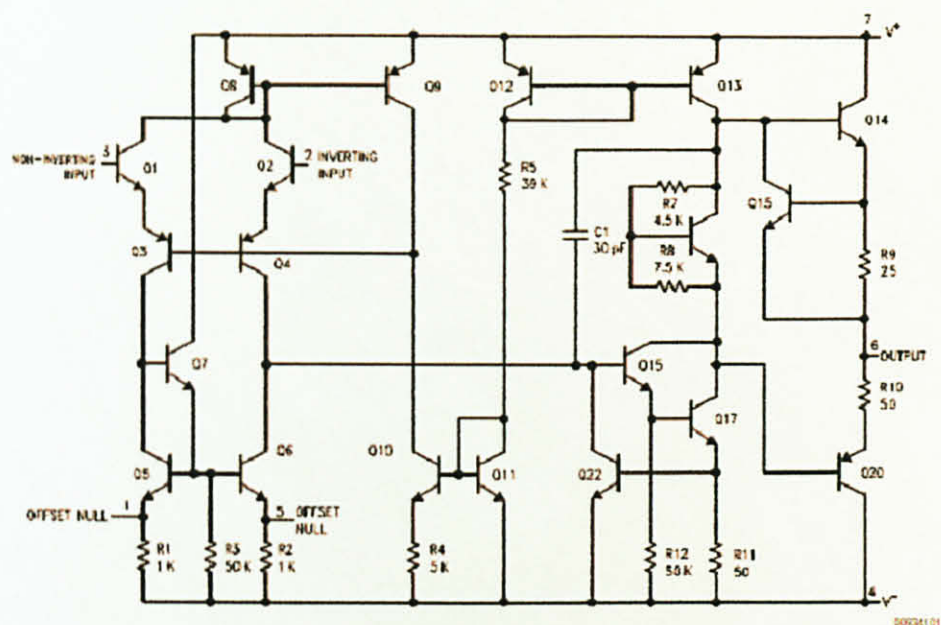 7 V+
Q8
Q9
Q12
Q13
Q14
3
NON-INVERTING
INPUT
Q1
Q2
2 INVERTING
INPUT
R5
39 K
R7
4.5 K
Q15
C1
30 pF
R8
7.5 K
R9
25
Q3
Q4
Q7
6
OUTPUT
Q15
R10
50
Q17
Q5
Q6
Q10
Q11
Q22
Q20
OFFSET NULL
1
5 OFFSET
NULL
R1
1 K
R3
50 K
R2
1 K
R4
5 K
R12
50 K
R11
50
4 V-